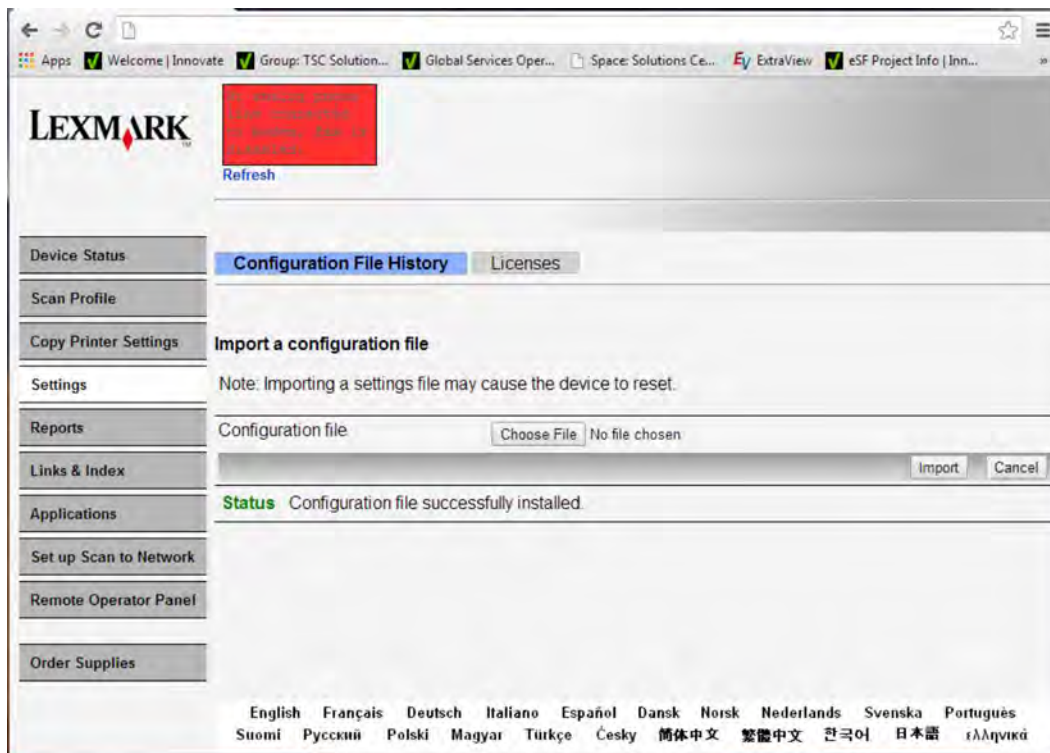 Apps Welcome | Innovate Group: TSC Solution... Global Services Oper... Space: Solutions Ce... Ev ExtraView eSF Project Info | Inn... »
LEXMARK™
Refresh
Device Status
Scan Profile
Copy Printer Settings
Settings
Reports
Links & Index
Applications
Set up Scan to Network
Remote Operator Panel
Order Supplies
Configuration File History Licenses
Import a configuration file
Note: Importing a settings file may cause the device to reset.
Configuration file Choose File No file chosen
Import Cancel
Status Configuration file successfully installed.
English Français Deutsch Italiano Español Dansk Norsk Nederlands Svenska Português
Suomi Русский Polski Magyar Türkçe Česky 简体中文 繁體中文 한국어 日本語 ελληνικά